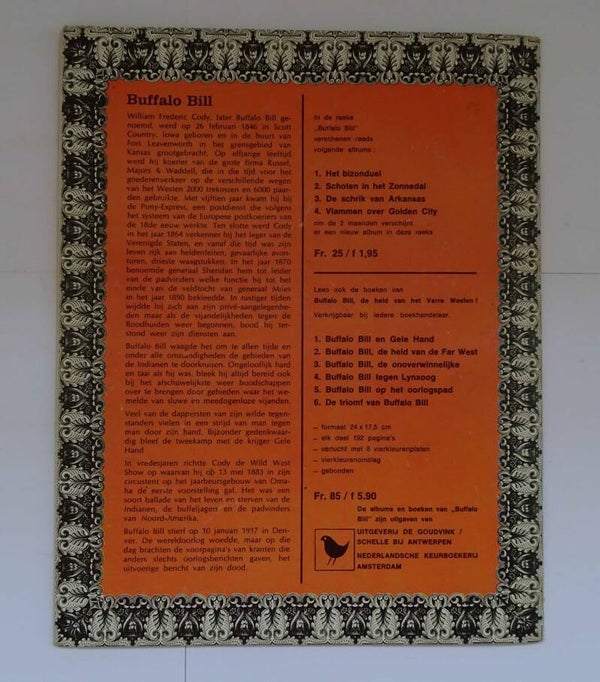 Buffalo Bill
William Frederic Cody, later Buffalo Bill ge-
noemd, werd op 26 februari 1846 in Scott
Country, Iowa geboren en in de buurt van
Fort Leavenworth in het grensgebied van
Kansas grootgebracht. Op elfjarige leeftijd
werd hij koerier van de grote firma Russel,
Majors & Waddell, die in die tijd voor het
goederenverkeer op de verschillende wegen
van het Westen 2000 trekossen en 6000 paar-
den gebruikte. Met vijftien jaar kwam hij bij
de Pony-Express, een postdienst die volgens
het systeem van de Europese postkoeriers van
de 18de eeuw werkte. Ten slotte werd Cody
in het jaar 1864 verkenner bij het leger van de
Verenigde Staten, en vanaf die tijd was zijn
leven rijk aan heldenfeiten, gevaarlijke avon-
turen, drieste waagstukken. In het jaar 1870
benoemde generaal Sheridan hem tot leider
van de padvinders welke functie hij tot het
einde van de veldtocht van generaal Miles
in het jaar 1890 bekleedde. In rustiger tijden
wijdde hij zich aan zijn privé-aangelegenhe-
den maar als de vijandelijkheden tegen de
Roodhuiden weer begonnen, bood hij ter-
stond weer zijn diensten aan.
Buffalo Bill waagde het om te allen tijde en
onder alle omstandigheden de gebieden van
de Indianen te doorkruisen. Ongelooflijk hard
en taai als hij was, bleek hij altijd bereid ook
bij het afschuwelijkste weer boodschappen
over te brengen door gebieden waar het we-
melde van sluwe en meedogenloze vijanden.
Veel van de dappersten van zijn wilde tegen-
standers vielen in een strijd van man tegen
man door zijn hand. Bijzonder gedenkwaar-
dig bleef de tweekamp met de krijger Gele
Hand
In vredesjaren richtte Cody de Wild West
Show op waarvan hij op 13 mei 1883 in zijn
circustent op het jaarbeursgebouw van Oma-
ha de eerste voorstelling gaf. Het was een
soort ballade van het leven en sterven van de
Indianen, de buffeljagers en de padvinders
van Noord-Amerika.
Buffalo Bill stierf op 10 januari 1917 in Den-
ver. De wereldoorlog woedde, maar op die
dag brachten de voorpagina's van kranten die
anders slechts oorlogsberichten gaven, het
uitvoerige bericht van zijn dood.
In de reeks
„Buffalo Bill"
verschenen reeds
volgende albums :
1. Het bizonduel
2. Schoten in het Zonnedal
3. De schrik van Arkansas
4. Vlammen over Golden City
om de 2 maanden verschijnt
er een nieuw album in deze reeks
Fr. 25 / f 1,95
Lees ook de boeken van
Buffalo Bill, de held van het Verre Westen !
Verkrijgbaar bij iedere boekhandelaar.
1. Buffalo Bill en Gele Hand
2. Buffalo Bill, de held van de Far West
3. Buffalo Bill, de onoverwinnelijke
4. Buffalo Bill tegen Lynxoog
5. Buffalo Bill op het oorlogspad
6. De triomf van Buffalo Bill
– formaat 24 x 17,5 cm
– elk deel 192 pagina's
– verlucht met 8 vierkleurenplaten
– vierkleurenomslag
– gebonden
Fr. 85 / f 5.90
De albums en boeken van „Buffalo
Bill" zijn uitgaven van
UITGEVERIJ DE GOUDVINK /
SCHELLE BIJ ANTWERPEN
NEDERLANDSCHE KEURBOEKERIJ
AMSTERDAM